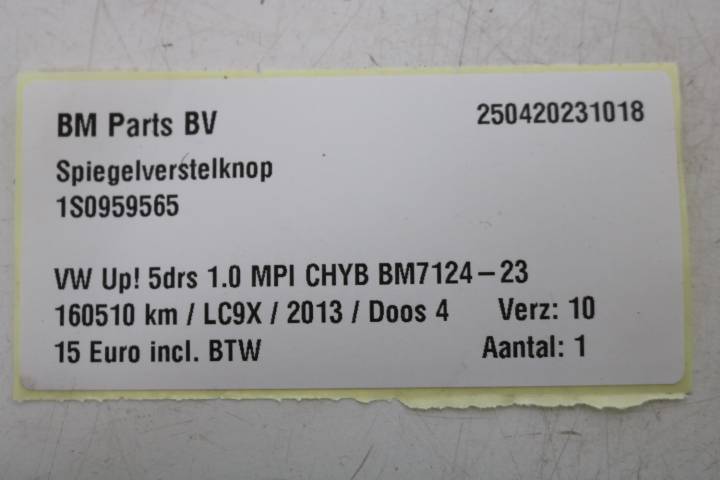 BM Parts BV 250420231018
Spiegelverstelknop
1S0959565
VW Up! 5drs 1.0 MPI CHYB BM7124-23
160510 km / LC9X / 2013 / Doos 4 Verz: 10
15 Euro incl. BTW Aantal: 1